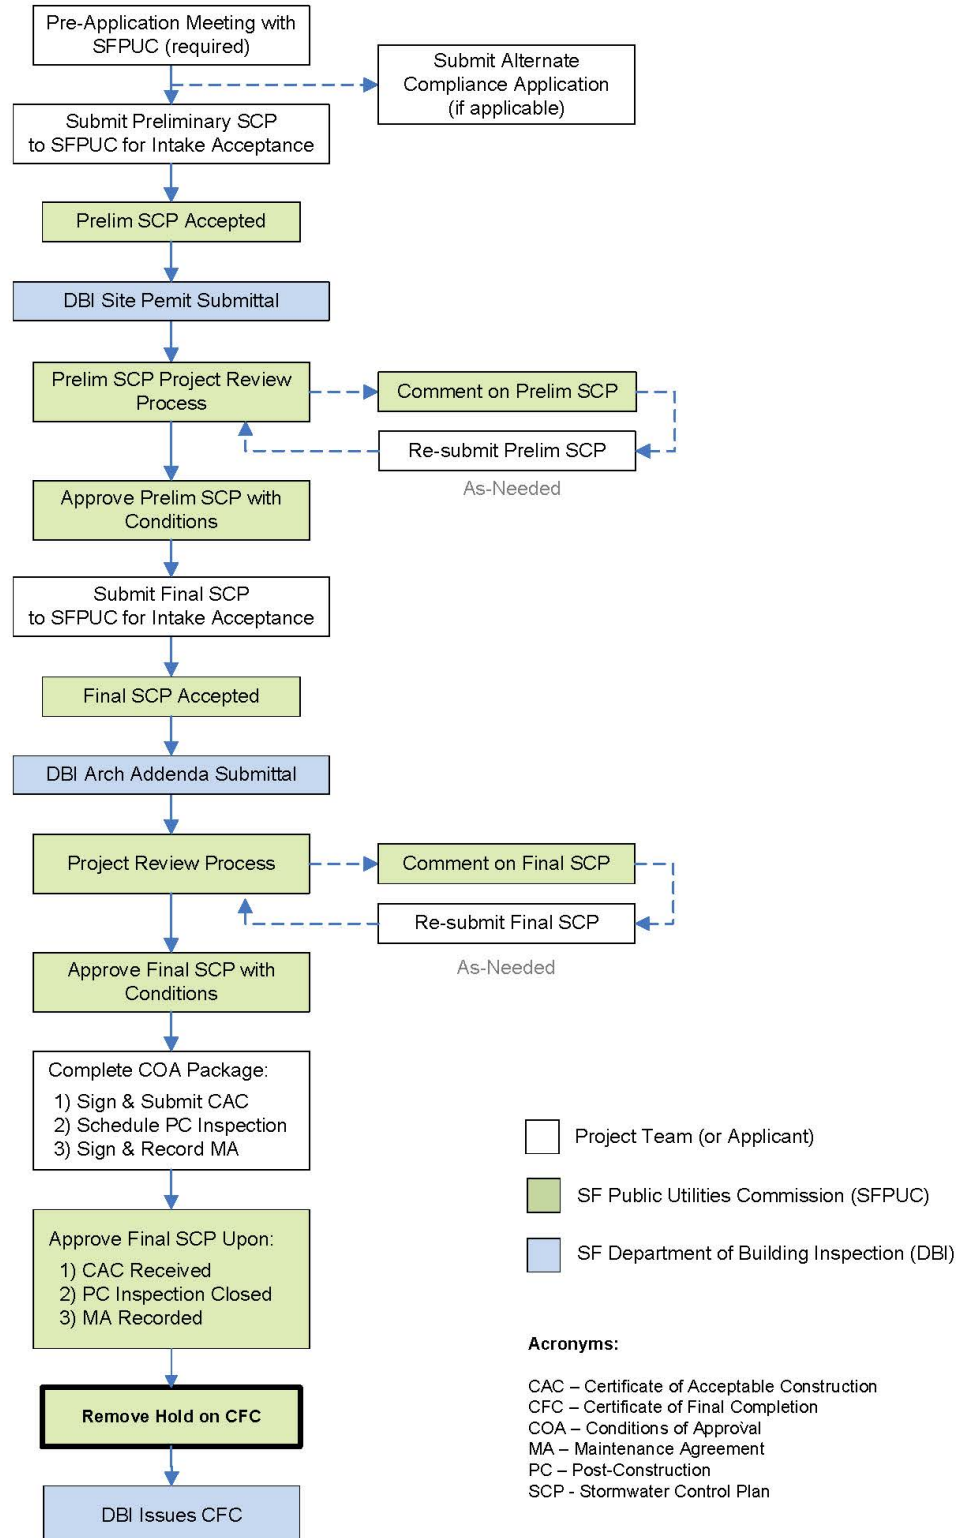 Pre-Application Meeting with
SFPUC (required)
Submit Alternate
Compliance Application
(if applicable)
Submit Preliminary SCP
to SFPUC for Intake Acceptance
Prelim SCP Accepted
DBI Site Pemit Submittal
Prelim SCP Project Review
Process
Comment on Prelim SCP
Re-submit Prelim SCP
As-Needed
Approve Prelim SCP with
Conditions
Submit Final SCP
to SFPUC for Intake Acceptance
Final SCP Accepted
DBI Arch Addenda Submittal
Project Review Process
Comment on Final SCP
Re-submit Final SCP
As-Needed
Approve Final SCP with
Conditions
Complete COA Package:
1) Sign & Submit CAC
2) Schedule PC Inspection
3) Sign & Record MA
Approve Final SCP Upon:
1) CAC Received
2) PC Inspection Closed
3) MA Recorded
Remove Hold on CFC
DBI Issues CFC
Project Team (or Applicant)
SF Public Utilities Commission (SFPUC)
SF Department of Building Inspection (DBI)
Acronyms:
CAC – Certificate of Acceptable Construction
CFC – Certificate of Final Completion
COA – Conditions of Approval
MA – Maintenance Agreement
PC – Post-Construction
SCP - Stormwater Control Plan